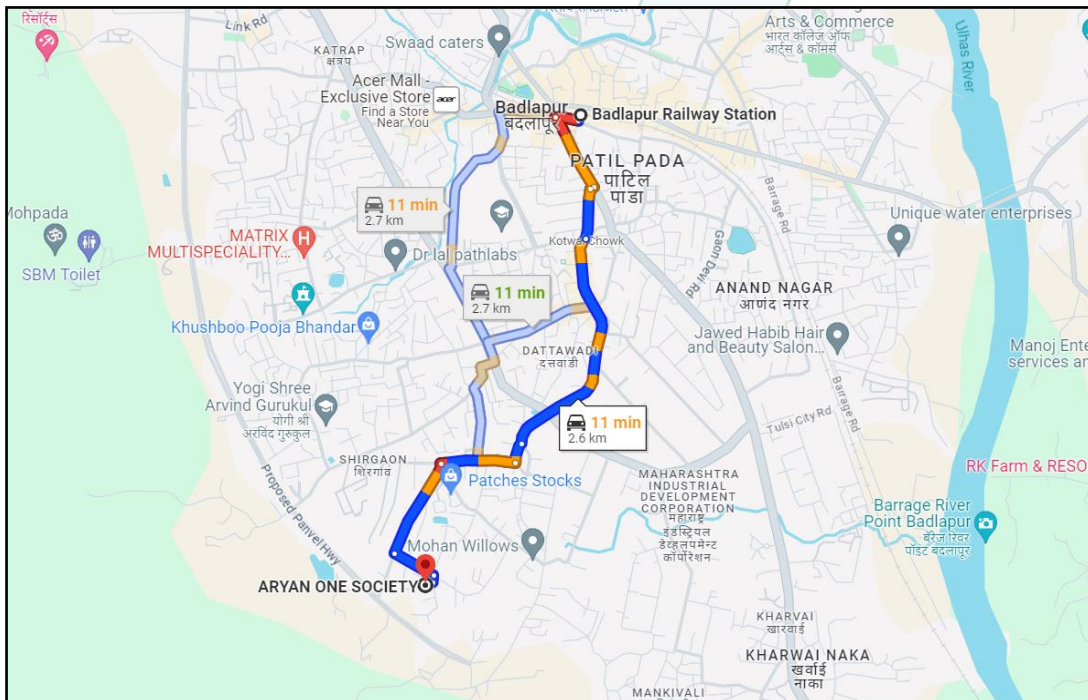 रिसॉर्ट्स
Link Rd
KATRAP
क्षत्रप
Swaad caters
Arts & Commerce
भारत कॉलेज ऑफ
आर्ट्स & कॉमर्स
Ulhas River
Acer Mall -
Exclusive Store
Find a Store
Near You
acer
Badlapur
बदलापूर
Badlapur Railway Station
PATIL PADA
पाटिल
पाडा
Barrage Rd
Mohpada
SBM Toilet
11 min
2.7 km
MATRIX
MULTISPECIALITY...
Dr lal pathlabs
Kotwal Chowk
Gaon Devi Rd
Unique water enterprises
11 min
2.7 km
ANAND NAGAR
आणंद नगर
Khushboo Pooja Bhandar
DATTAWADI
दत्तवाडी
Jawed Habib Hair
and Beauty Salon...
Manoj Ente
services an
Yogi Shree
Arvind Gurukul
योगी श्री
अरविंद गुरुकुल
11 min
2.6 km
Barrage Rd
Tulsi City Rd
SHIRGAON
शिरगांव
Proposed Panvel Hwy
Patches Stocks
MAHARASHTRA
INDUSTRIAL
DEVELOPMENT
CORPORATION
महाराष्ट्र
इंडस्ट्रियल
डेव्हलपमेन्ट
कॉर्पोरेशन
RK Farm & RESO
Barrage River
Point Badlapur
बॅरेज रिवर
पॉइंट बदलापूर
Mohan Willows
ARYAN ONE SOCIETY
KHARVAI
खारवाई
KHARWAI NAKA
खर्वाई
नाका
MANKIVALI